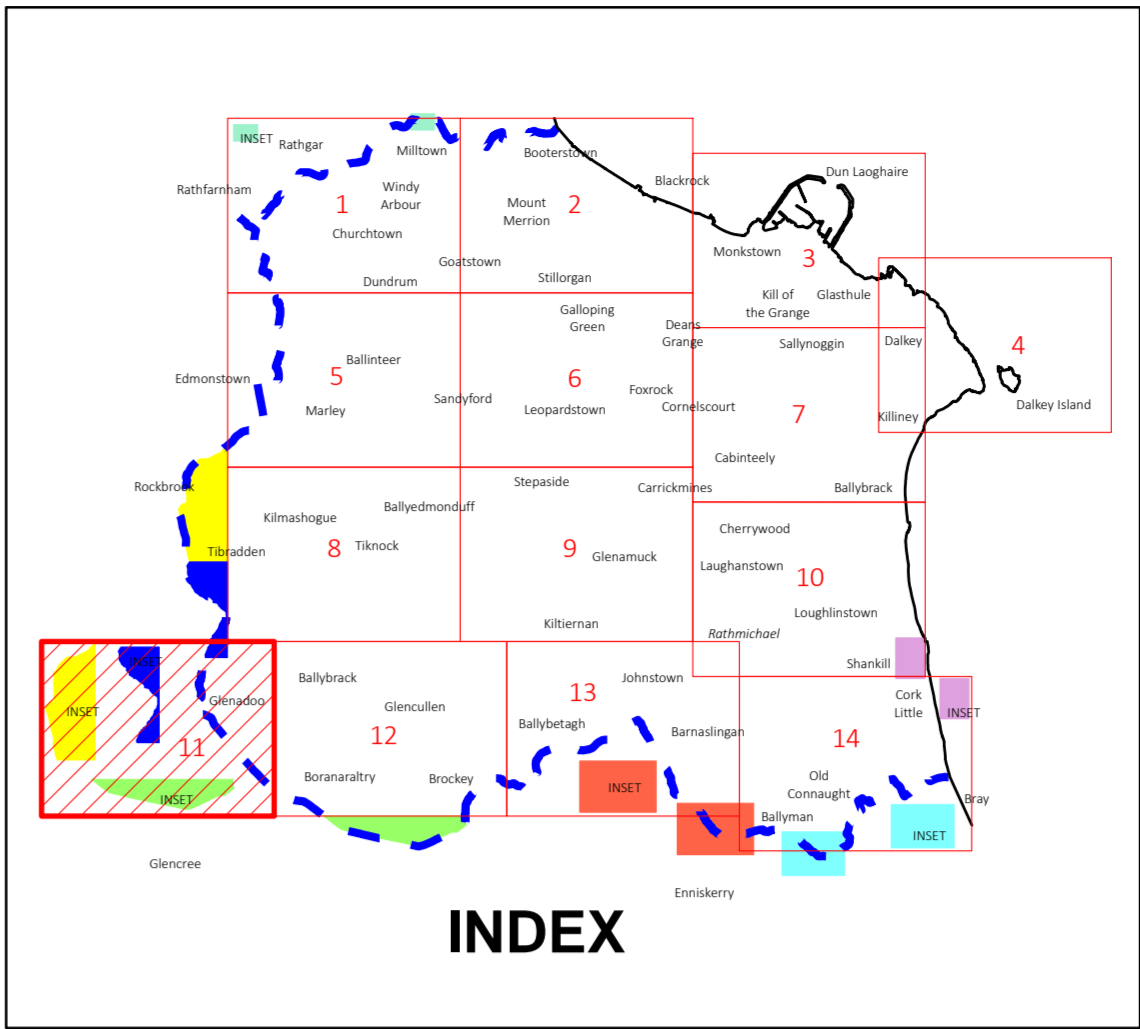 INSET
Rathgar
Milltown
Booterstown
Rathfarnham
Windy
Arbour
1
Churchtown
Mount
Merrion
2
Blackrock
Dun Laoghaire
Goatstown
Dundrum
Stillorgan
Monkstown
3
Kill of
the Grange
Glasthule
Galloping
Green
Deans
Grange
Sallynoggin
Dalkey
4
Dalkey Island
Edmonstown
Ballinteer
5
Marley
Sandyford
6
Leopardstown
Foxrock
Cornelscourt
7
Killiney
Cabinteely
Ballybrack
Rockbrook
Stepaside
Carrickmines
Kilmashogue
Ballyedmonduff
Tibradden
8
Tiknock
9
Glenamuck
Cherrywood
Laughanstown
10
Loughlinstown
Kiltiernan
Rathmichael
Shankill
INSET
INSET
Glenadoo
11
INSET
Ballybrack
Glencullen
12
Boranaraltry
Brockey
13
Johnstown
Ballybetagh
Barnaslingan
INSET
Cork
Little
INSET
14
Old
Connaught
Ballyman
INSET
Bray
Glencree
Enniskerry
INDEX